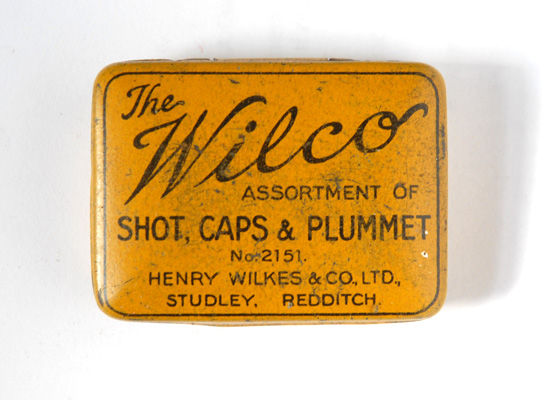 The
Wilco
ASSORTMENT OF
SHOT, CAPS & PLUMMET
No. 2151.
HENRY WILKES & CO., LTD.,
STUDLEY, REDDITCH.